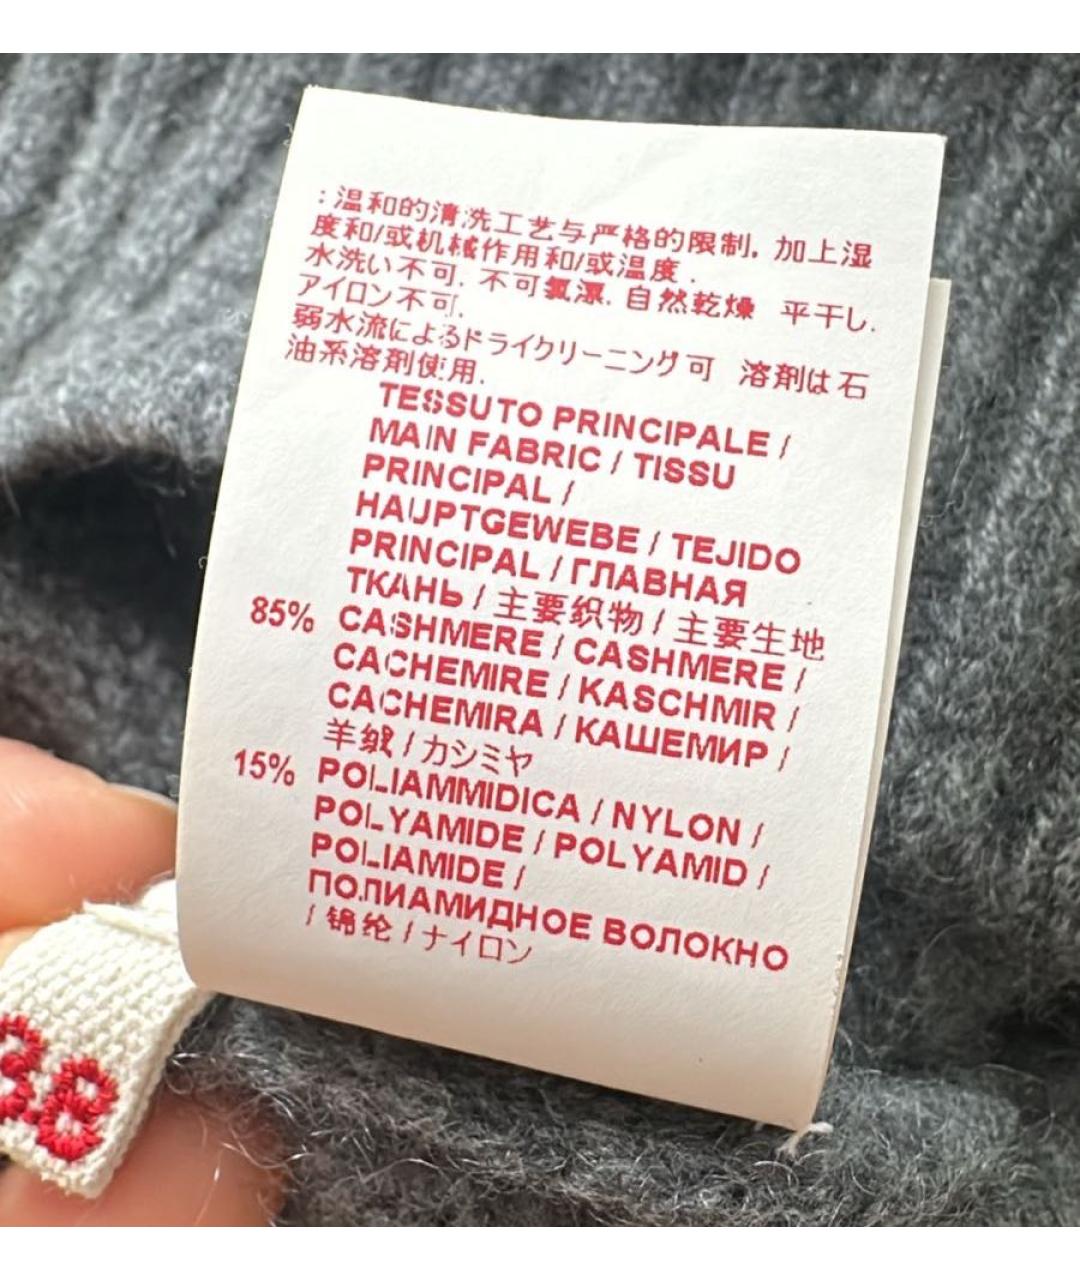 :温和的清洗工艺与严格的限制. 加上湿
度和/或机械作用和/或温度.
水洗い不可. 不可氯漂. 自然乾燥 平干し.
アイロン不可.
弱水流によるドライクリーニング可 溶剤は石
油系溶剤使用.
TESSUTO PRINCIPALE /
MAIN FABRIC / TISSU
PRINCIPAL /
HAUPTGEWEBE / TEJIDO
PRINCIPAL / ГЛАВНАЯ
ТКАНЬ / 主要织物 / 主要生地
85% CASHMERE / CASHMERE /
CACHEMIRE / KASCHMIR /
CACHEMIRA / КАШЕМИР /
羊绒 / カシミヤ
15% POLIAMMIDICA / NYLON /
POLYAMIDE / POLYAMID /
POLIAMIDE /
ПОЛИАМИДНОЕ ВОЛОКНО
/ 锦纶 / ナイロン
38